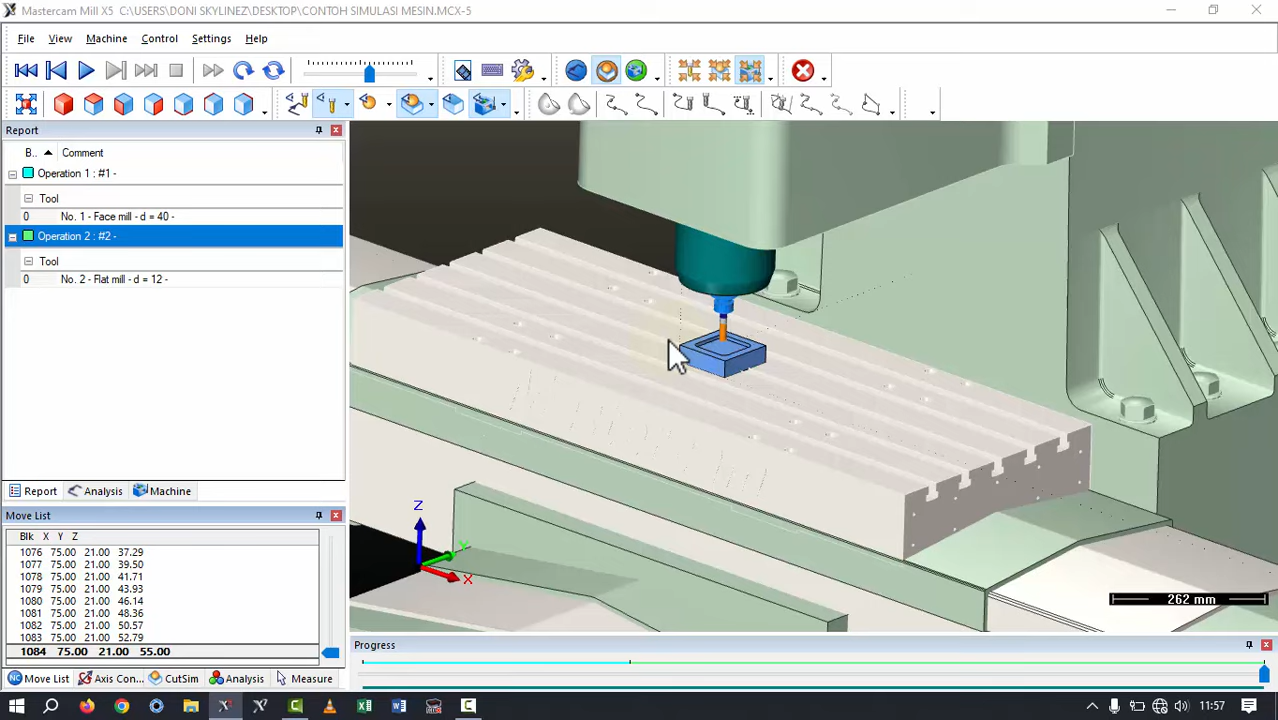 Mastercam Mill X5 C:\USERS\DONI SKYLINEZ\DESKTOP\CONTOH SIMULASI MESIN.MCX-5
File View Machine Control Settings Help
Report
B.. Comment
Operation 1 : #1 -
Tool
0 No. 1 - Face mill - d = 40 -
Operation 2 : #2 -
Tool
0 No. 2 - Flat mill - d = 12 -
Report Analysis Machine
Move List
Blk X Y Z
1076 75.00 21.00 37.29
1077 75.00 21.00 39.50
1078 75.00 21.00 41.71
1079 75.00 21.00 43.93
1080 75.00 21.00 46.14
1081 75.00 21.00 48.36
1082 75.00 21.00 50.57
1083 75.00 21.00 52.79
1084 75.00 21.00 55.00
NC Move List Axis Con... CutSim Analysis Measure
Z
Y
X
262 mm
Progress
11:57